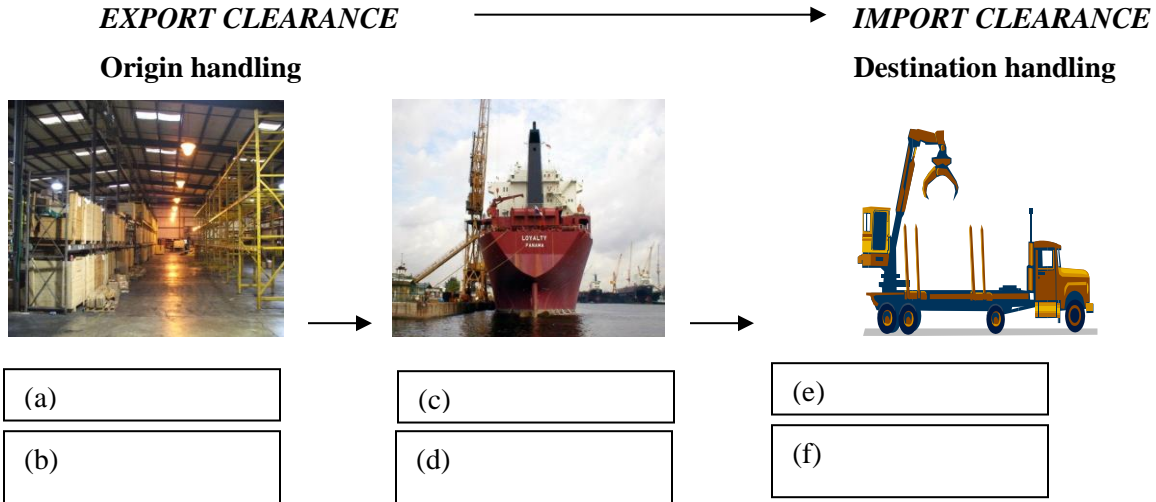 EXPORT CLEARANCE IMPORT CLEARANCE
Origin handling Destination handling
LOYALTY
PANAMA
(a) (c) (e)
(b) (d) (f)